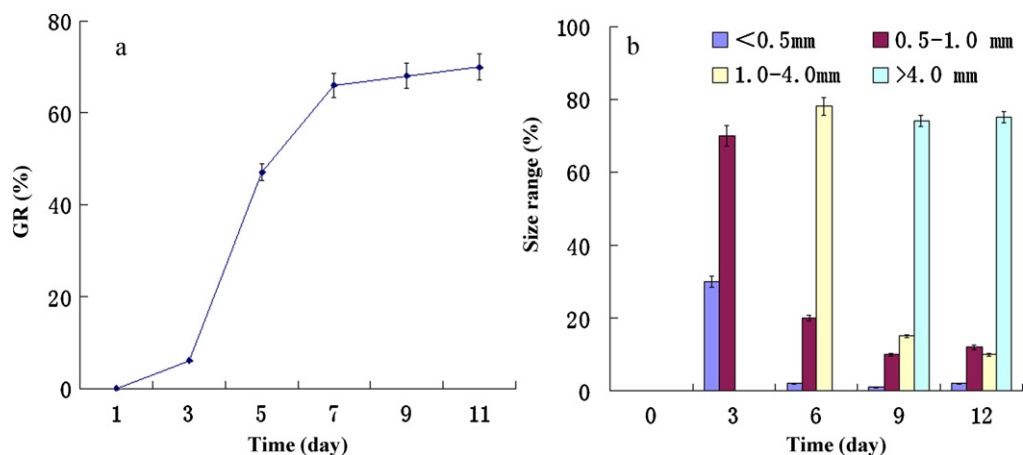 a
GR (%)
80
60
40
20
0
1 3 5 7 9 11
Time (day)
b
<0.5mm 0.5-1.0 mm
1.0-4.0mm >4.0 mm
Size range (%)
100
80
60
40
20
0
0 3 6 9 12
Time (day)